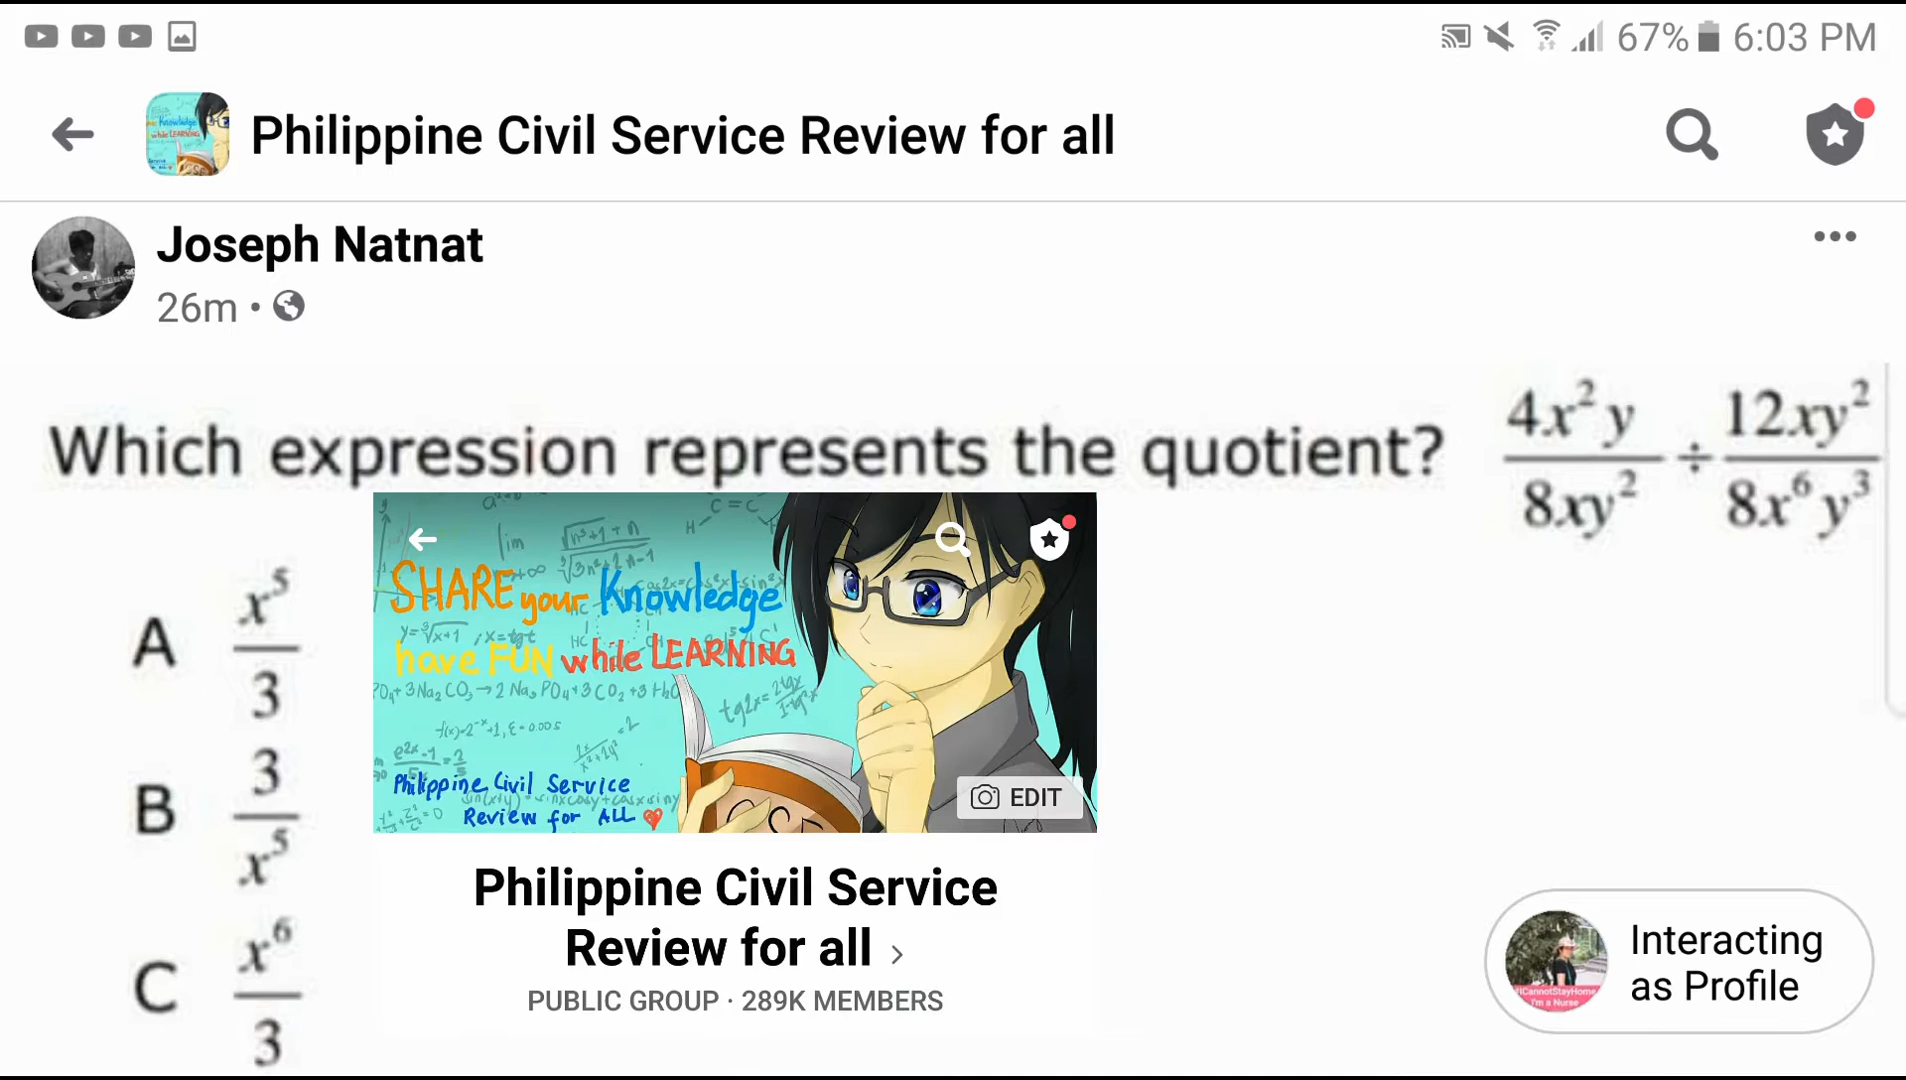 67% 6:03 PM
Philippine Civil Service Review for all
Joseph Natnat
26m
Which expression represents the quotient? 4x²y/8xy² ÷ 12xy²/8x⁶y³
A x⁵/3
B 3/x⁵
C x⁶/3
SHARE your Knowledge
have FUN while LEARNING
Philippine Civil Service
Review for ALL
EDIT
Philippine Civil Service
Review for all
PUBLIC GROUP · 289K MEMBERS
Interacting
as Profile
#ICannotStayHome
I'm a Nurse